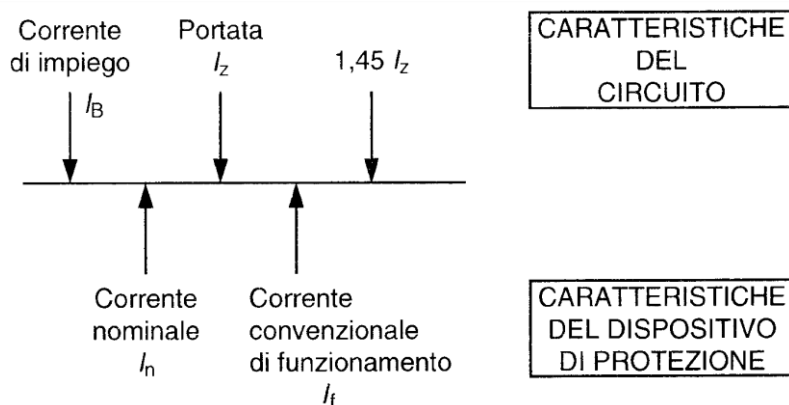 Corrente
di impiego
I_B
Portata
I_z
1,45 I_z
CARATTERISTICHE
DEL
CIRCUITO
Corrente
nominale
I_n
Corrente
convenzionale
di funzionamento
I_f
CARATTERISTICHE
DEL DISPOSITIVO
DI PROTEZIONE